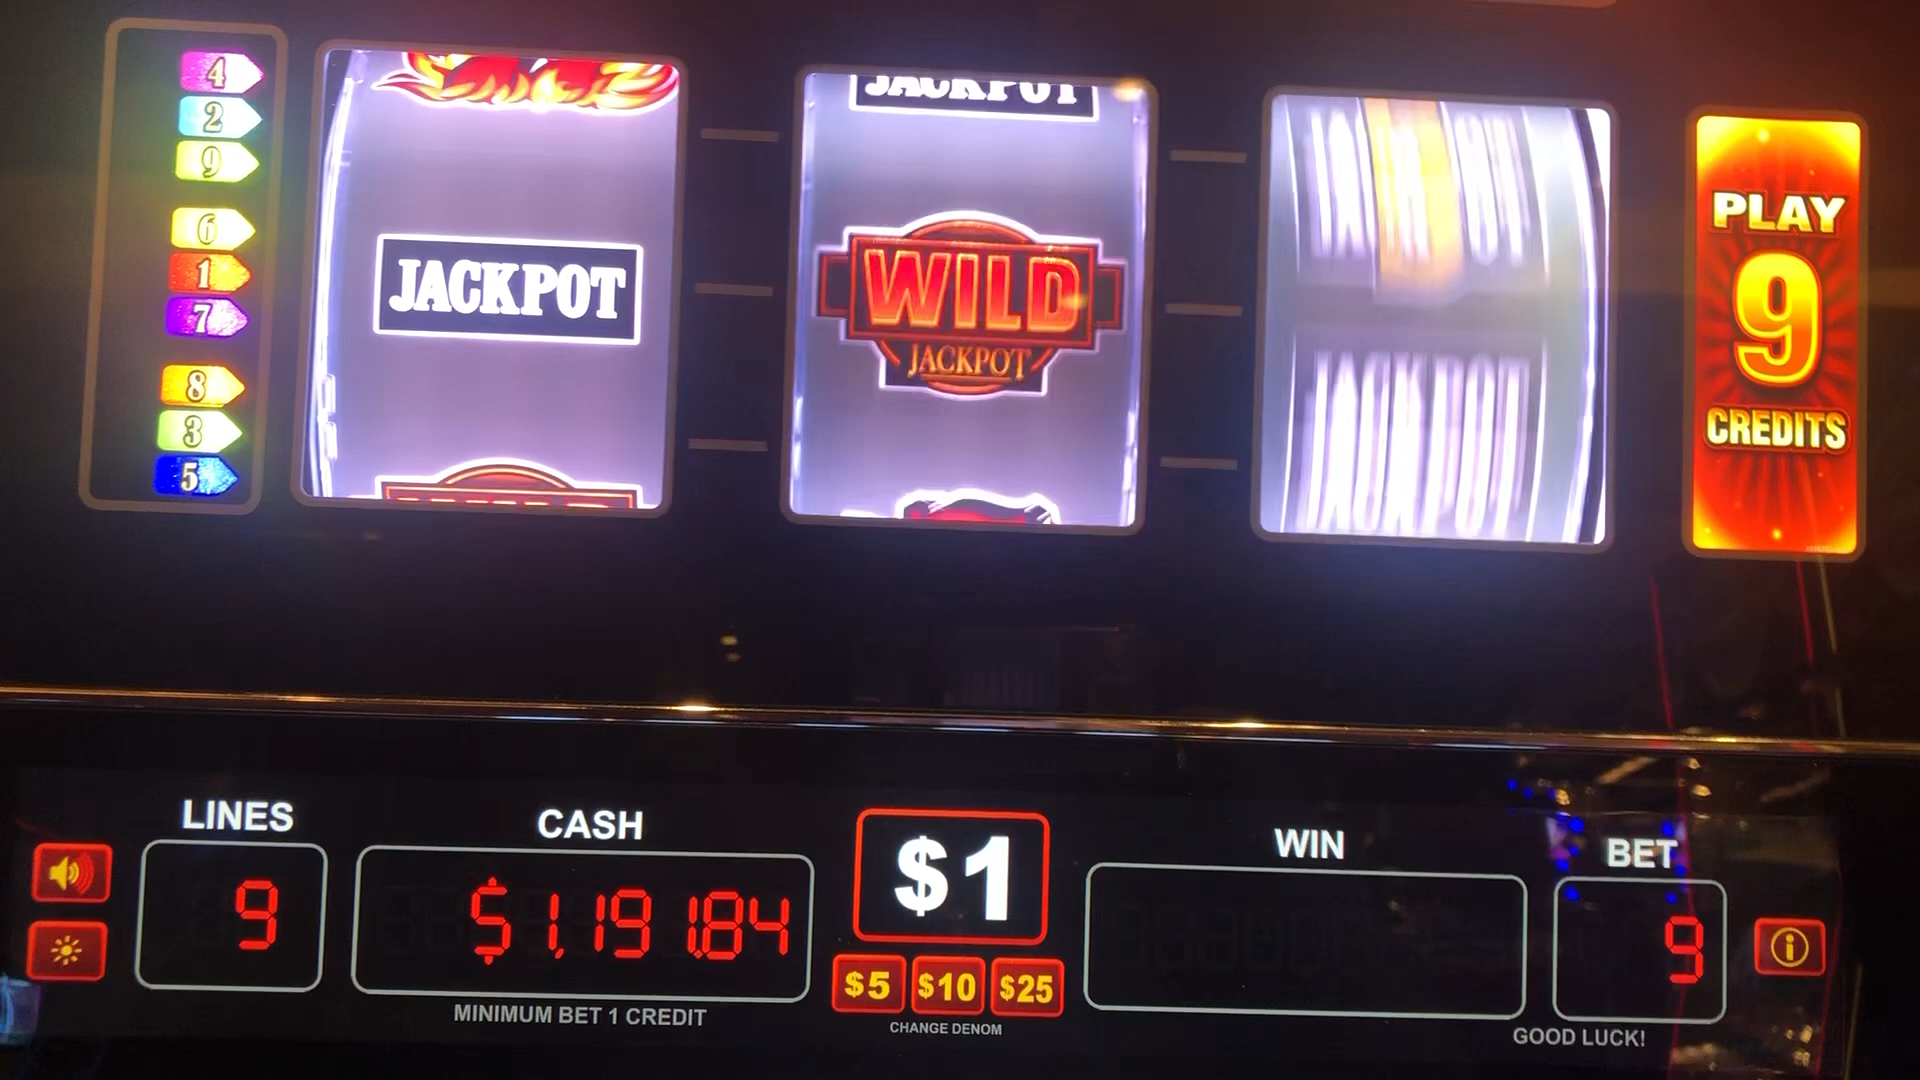 4
2
9
6
1
7
8
3
5
JACKPOT
JACKPOT
WILD
JACKPOT
PLAY
9
CREDITS
LINES
9
CASH
$1,191.84
MINIMUM BET 1 CREDIT
$1
$5 $10 $25
CHANGE DENOM
WIN
BET
9
GOOD LUCK!